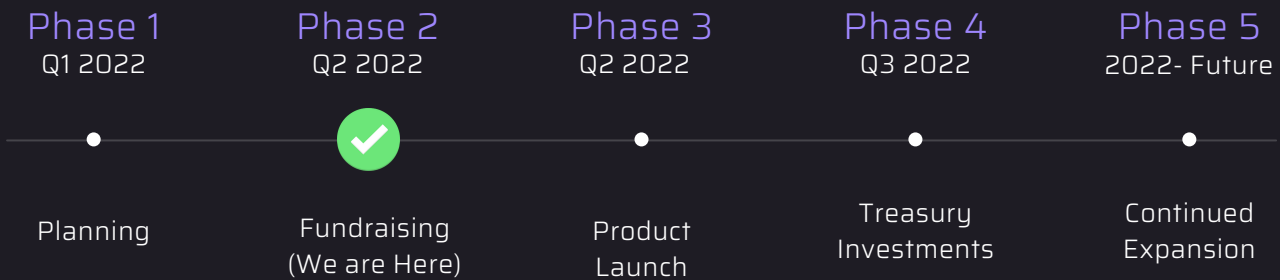 Phase 1
Q1 2022
Planning
Phase 2
Q2 2022
Fundraising
(We are Here)
Phase 3
Q2 2022
Product
Launch
Phase 4
Q3 2022
Treasury
Investments
Phase 5
2022- Future
Continued
Expansion